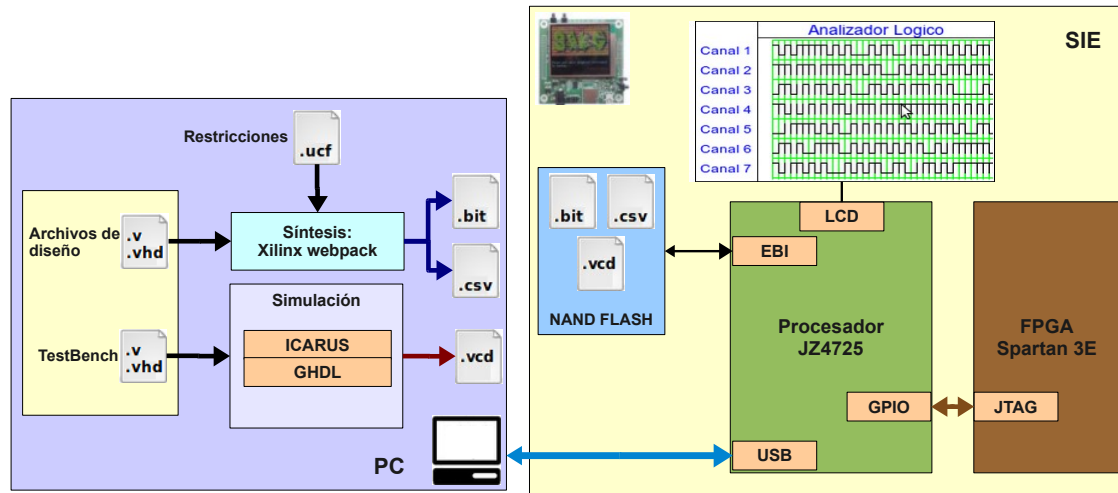 Restricciones
.ucf
Archivos de
diseño
.v
.vhd
Síntesis:
Xilinx webpack
.bit
.csv
TestBench
.v
.vhd
Simulación
ICARUS
GHDL
.vcd
PC
SIE
Analizador Logico
Canal 1
Canal 2
Canal 3
Canal 4
Canal 5
Canal 6
Canal 7
.bit
.csv
.vcd
NAND FLASH
LCD
EBI
Procesador
JZ4725
GPIO
USB
FPGA
Spartan 3E
JTAG